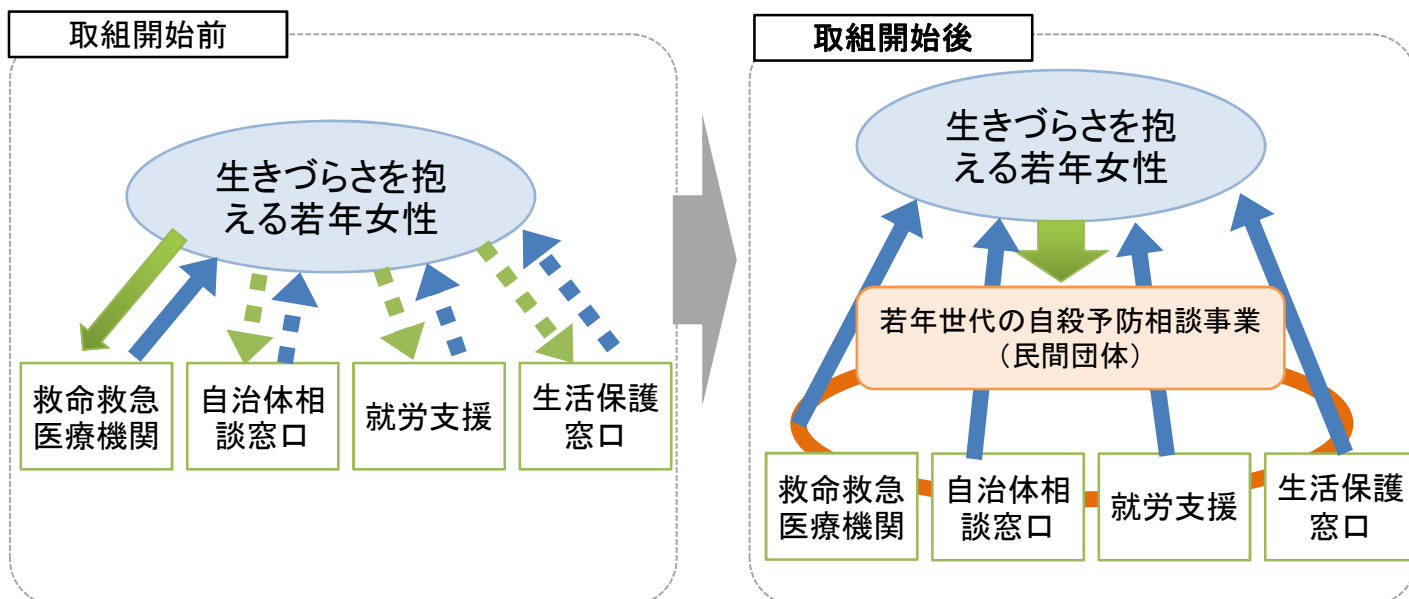 取組開始前
生きづらさを抱
える若年女性
救命救急
医療機関
自治体相
談窓口
就労支援
生活保護
窓口
取組開始後
生きづらさを抱
える若年女性
若年世代の自殺予防相談事業
（民間団体）
救命救急
医療機関
自治体相
談窓口
就労支援
生活保護
窓口